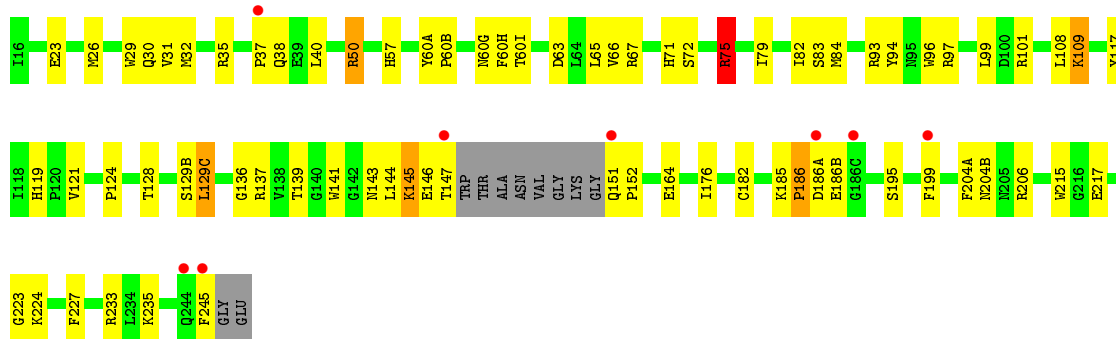 I16 E23 M26 W29 Q30 V31 M32 R35 P37 Q38 E39 L40 R50 H57 Y60A P60B N60G F60H T60I D63 L64 L65 V66 R67 H71 S72 R75 I79 I82 S83 M84 R93 Y94 N95 W96 R97 L99 D100 R101 L108 K109 Y117
I118 H119 P120 V121 P124 T128 S129B L129C G136 R137 V138 T139 G140 W141 G142 N143 L144 K145 E146 T147 TRP THR ALA ASN VAL GLY LYS GLY Q151 P152 E164 I176 C182 K185 P186 D186A E186B G186C S195 F199 F204A N204B N205 R206 W215 G216 E217
G223 K224 F227 R233 L234 K235 Q244 F245 GLY GLU